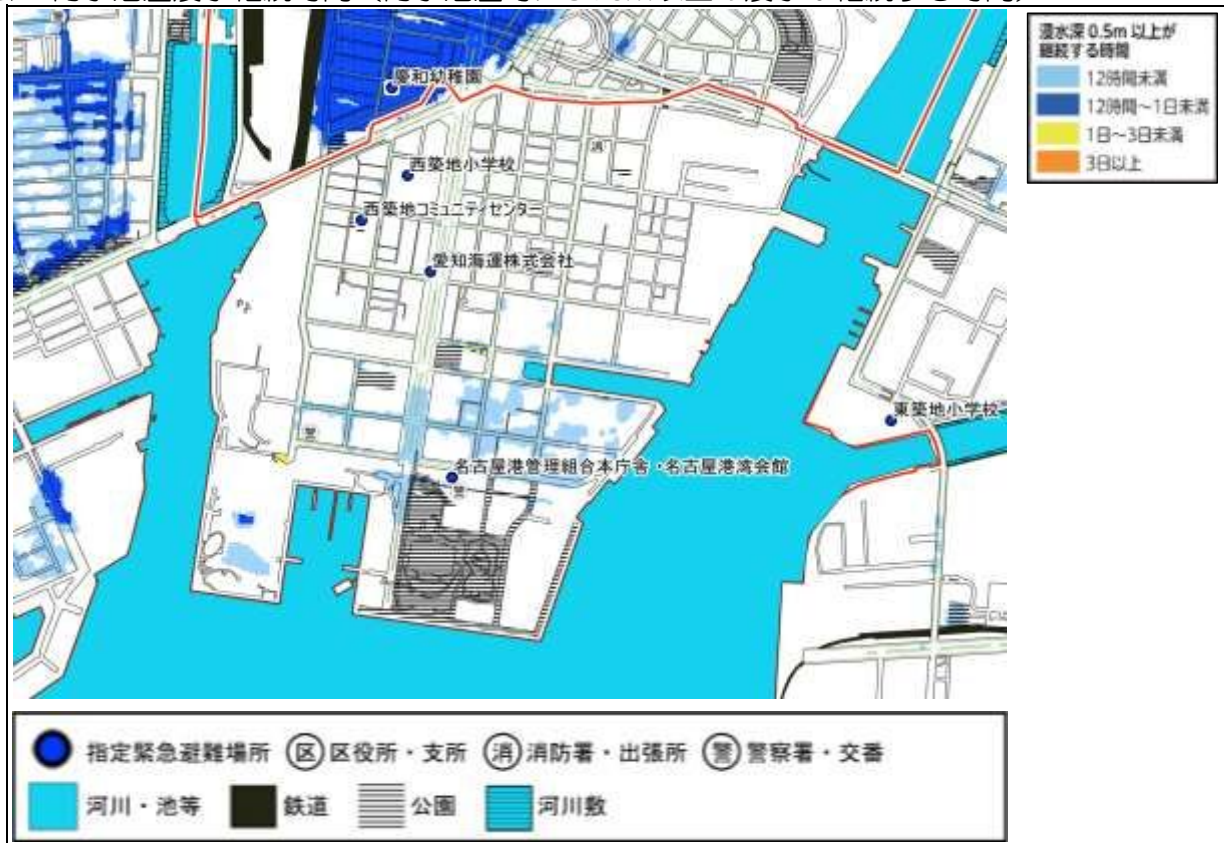 浸水深 0.5m 以上が
継続する時間
12時間未満
12時間~1日未満
1日~3日未満
3日以上
慶和幼稚園
消
西築地小学校
西築地コミュニティセンター
愛知海運株式会社
東築地小学校
名古屋港管理組合本庁舎・名古屋港湾会館
警
指定緊急避難場所 区 区役所・支所 消 消防署・出張所 警 警察署・交番
河川・池等 鉄道 公園 河川敷